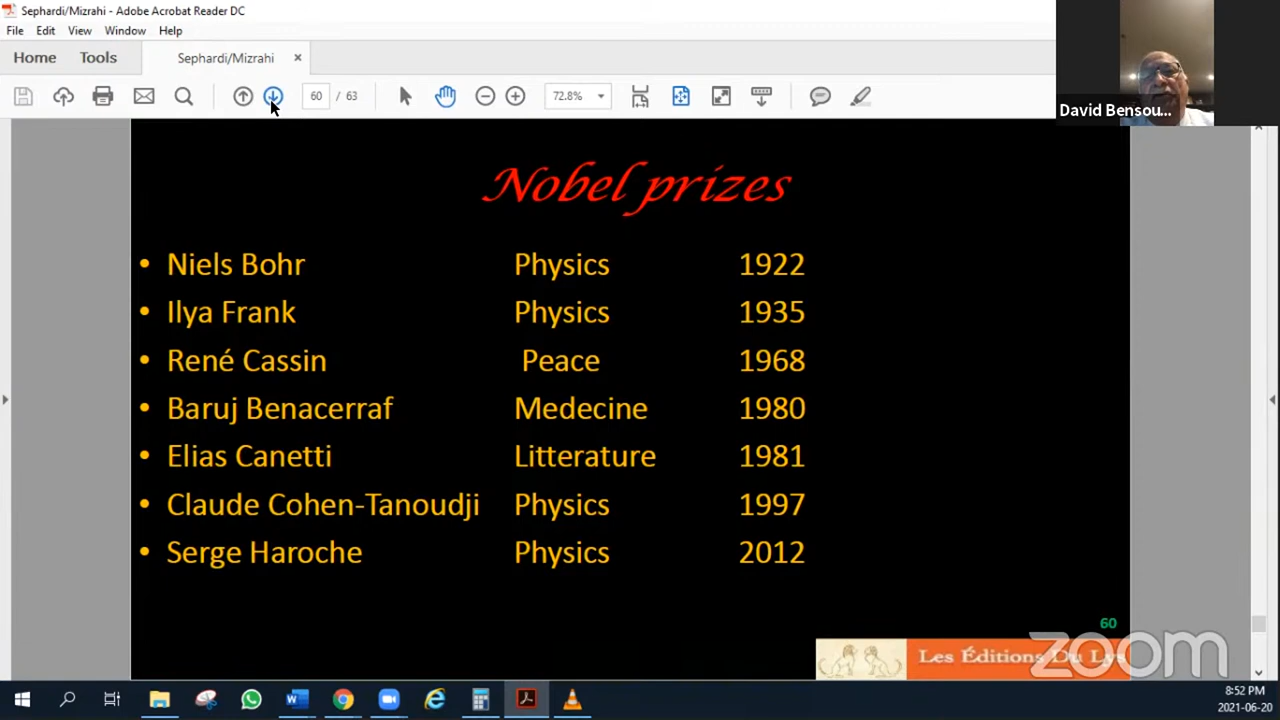 Sephardi/Mizrahi - Adobe Acrobat Reader DC
File Edit View Window Help
Home Tools Sephardi/Mizrahi ×
60 / 63 72.8%
David Bensou...
Nobel prizes
• Niels Bohr Physics 1922
• Ilya Frank Physics 1935
• René Cassin Peace 1968
• Baruj Benacerraf Medecine 1980
• Elias Canetti Litterature 1981
• Claude Cohen-Tanoudji Physics 1997
• Serge Haroche Physics 2012
60
Les Éditions Du Lys
zoom
8:52 PM
2021-06-20